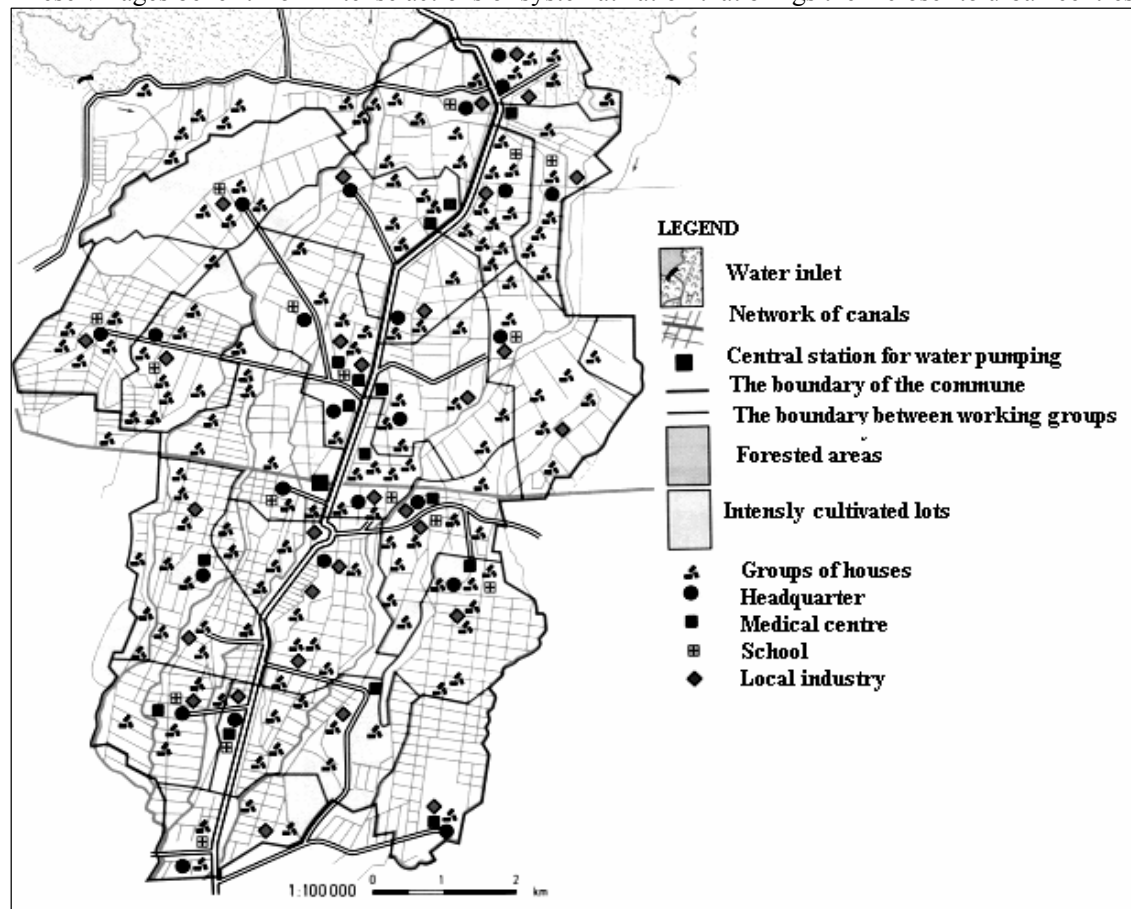 LEGEND
Water inlet
Network of canals
Central station for water pumping
The boundary of the commune
The boundary between working groups
Forested areas
Intensly cultivated lots
Groups of houses
Headquarter
Medical centre
School
Local industry
1:100 000 0 1 2
km